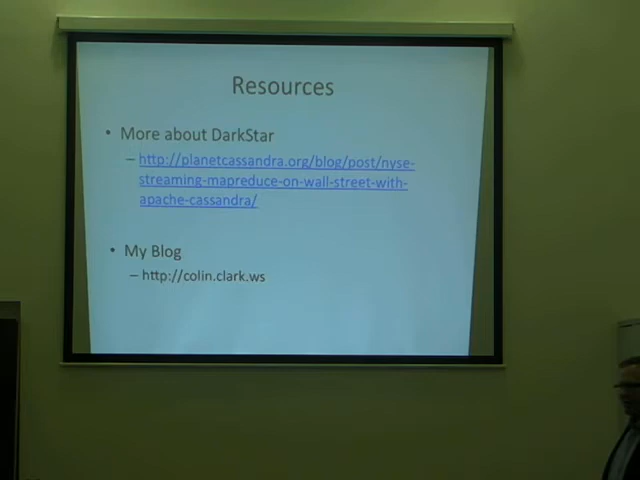 Resources
• More about DarkStar
– http://planetcassandra.org/blog/post/nyse-
streaming-mapreduce-on-wall-street-with-
apache-cassandra/
• My Blog
– http://colin.clark.ws